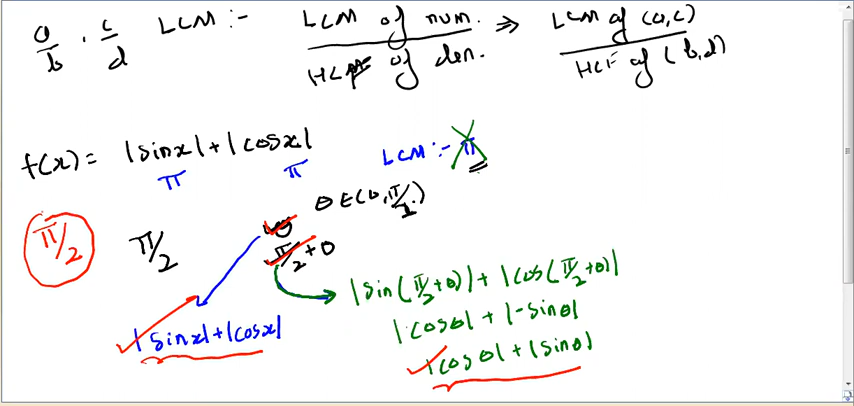 a/b , c/d LCM :- LCM of num. / HCF of den. => LCM of (a,c) / HCF of (b,d)
f(x) = |sinx| + |cosx|
π π LCM :- π
θ ∈ (0, π/2)
π/2 π/2 θ
π/2 + θ
|sin(π/2+θ)| + |cos(π/2+θ)|
|sinx| + |cosx| |cosθ| + |-sinθ|
|cosθ| + |sinθ|